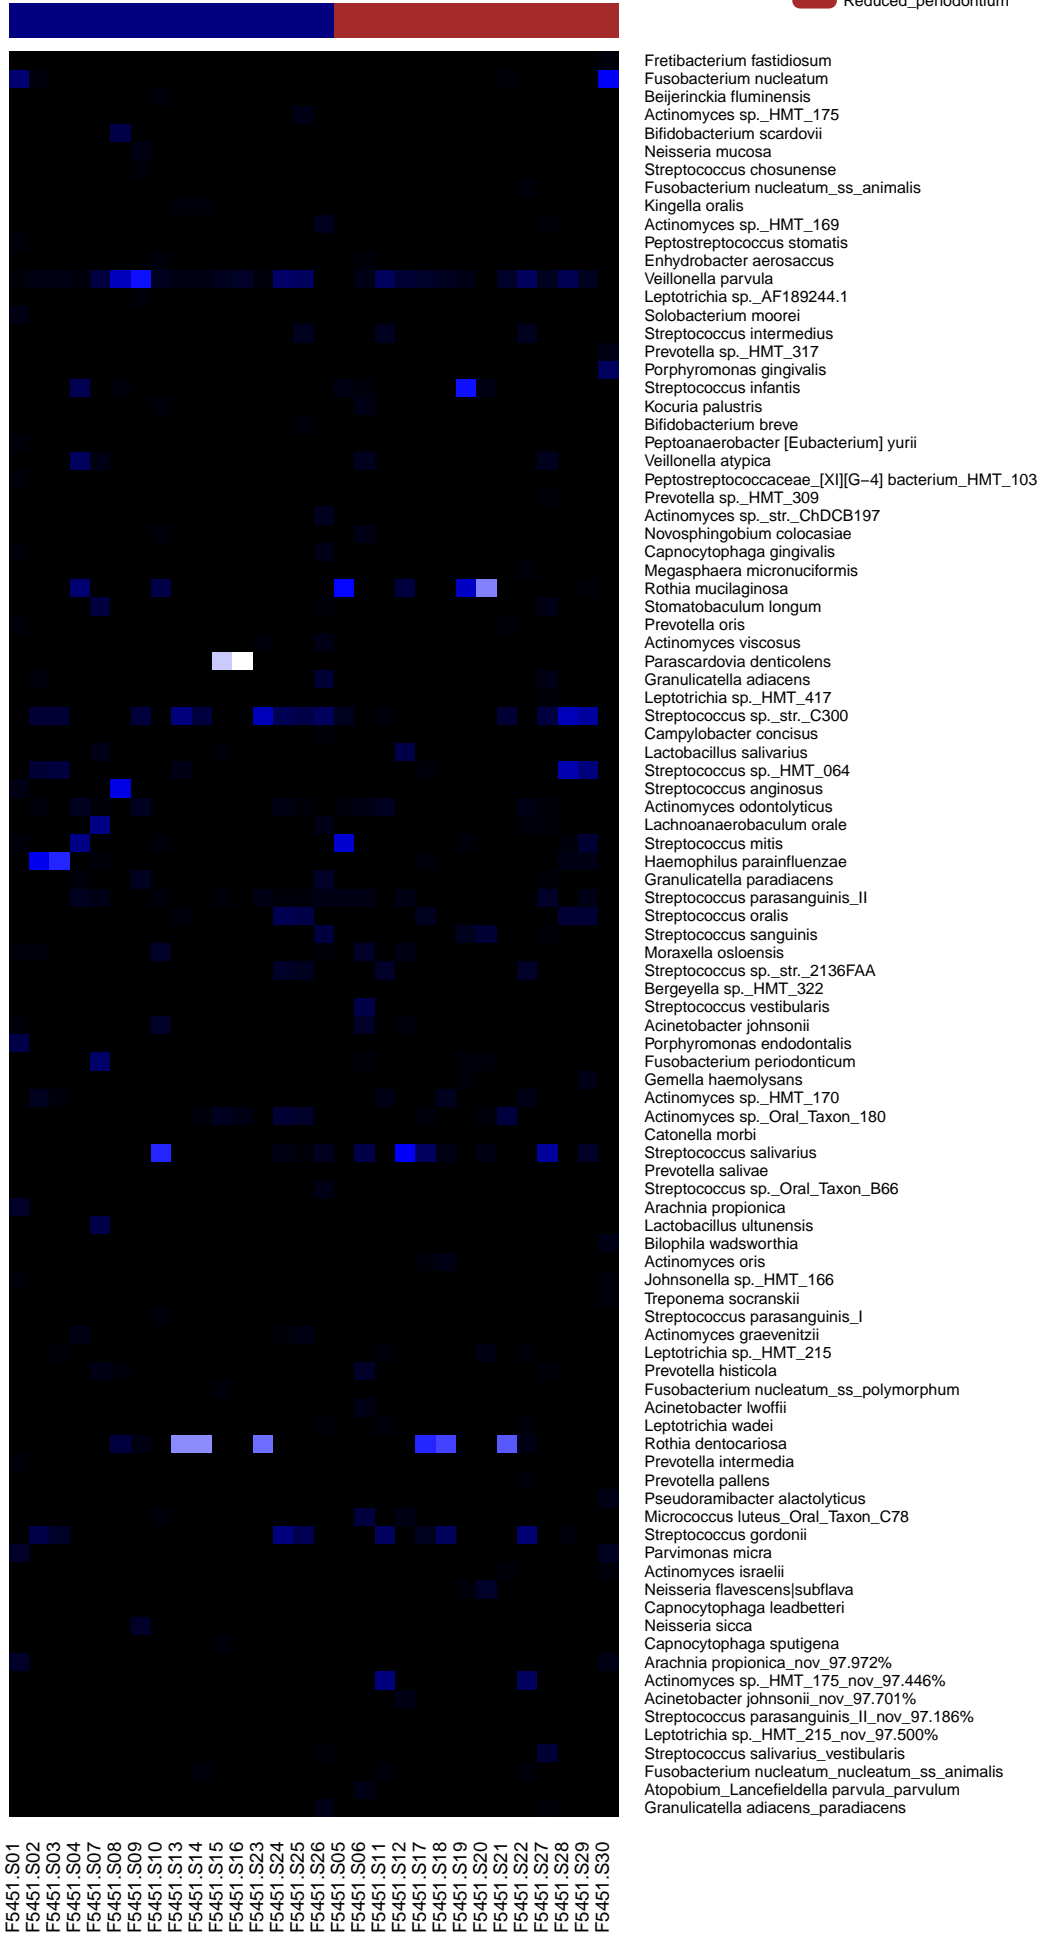 Reduced_periodontium
Fretibacterium fastidiosum
Fusobacterium nucleatum
Beijerinckia fluminensis
Actinomyces sp._HMT_175
Bifidobacterium scardovii
Neisseria mucosa
Streptococcus chosunense
Fusobacterium nucleatum_ss_animalis
Kingella oralis
Actinomyces sp._HMT_169
Peptostreptococcus stomatis
Enhydrobacter aerosaccus
Veillonella parvula
Leptotrichia sp._AF189244.1
Solobacterium moorei
Streptococcus intermedius
Prevotella sp._HMT_317
Porphyromonas gingivalis
Streptococcus infantis
Kocuria palustris
Bifidobacterium breve
Peptoanaerobacter [Eubacterium] yurii
Veillonella atypica
Peptostreptococcaceae_[XI][G−4] bacterium_HMT_103
Prevotella sp._HMT_309
Actinomyces sp._str._ChDCB197
Novosphingobium colocasiae
Capnocytophaga gingivalis
Megasphaera micronuciformis
Rothia mucilaginosa
Stomatobaculum longum
Prevotella oris
Actinomyces viscosus
Parascardovia denticolens
Granulicatella adiacens
Leptotrichia sp._HMT_417
Streptococcus sp._str._C300
Campylobacter concisus
Lactobacillus salivarius
Streptococcus sp._HMT_064
Streptococcus anginosus
Actinomyces odontolyticus
Lachnoanaerobaculum orale
Streptococcus mitis
Haemophilus parainfluenzae
Granulicatella paradiacens
Streptococcus parasanguinis_II
Streptococcus oralis
Streptococcus sanguinis
Moraxella osloensis
Streptococcus sp._str._2136FAA
Bergeyella sp._HMT_322
Streptococcus vestibularis
Acinetobacter johnsonii
Porphyromonas endodontalis
Fusobacterium periodonticum
Gemella haemolysans
Actinomyces sp._HMT_170
Actinomyces sp._Oral_Taxon_180
Catonella morbi
Streptococcus salivarius
Prevotella salivae
Streptococcus sp._Oral_Taxon_B66
Arachnia propionica
Lactobacillus ultunensis
Bilophila wadsworthia
Actinomyces oris
Johnsonella sp._HMT_166
Treponema socranskii
Streptococcus parasanguinis_I
Actinomyces graevenitzii
Leptotrichia sp._HMT_215
Prevotella histicola
Fusobacterium nucleatum_ss_polymorphum
Acinetobacter lwoffii
Leptotrichia wadei
Rothia dentocariosa
Prevotella intermedia
Prevotella pallens
Pseudoramibacter alactolyticus
Micrococcus luteus_Oral_Taxon_C78
Streptococcus gordonii
Parvimonas micra
Actinomyces israelii
Neisseria flavescens|subflava
Capnocytophaga leadbetteri
Neisseria sicca
Capnocytophaga sputigena
Arachnia propionica_nov_97.972%
Actinomyces sp._HMT_175_nov_97.446%
Acinetobacter johnsonii_nov_97.701%
Streptococcus parasanguinis_II_nov_97.186%
Leptotrichia sp._HMT_215_nov_97.500%
Streptococcus salivarius_vestibularis
Fusobacterium nucleatum_nucleatum_ss_animalis
Atopobium_Lancefieldella parvula_parvulum
Granulicatella adiacens_paradiacens
F5451.S01
F5451.S02
F5451.S03
F5451.S04
F5451.S07
F5451.S08
F5451.S09
F5451.S10
F5451.S13
F5451.S14
F5451.S15
F5451.S16
F5451.S23
F5451.S24
F5451.S25
F5451.S26
F5451.S05
F5451.S06
F5451.S11
F5451.S12
F5451.S17
F5451.S18
F5451.S19
F5451.S20
F5451.S21
F5451.S22
F5451.S27
F5451.S28
F5451.S29
F5451.S30